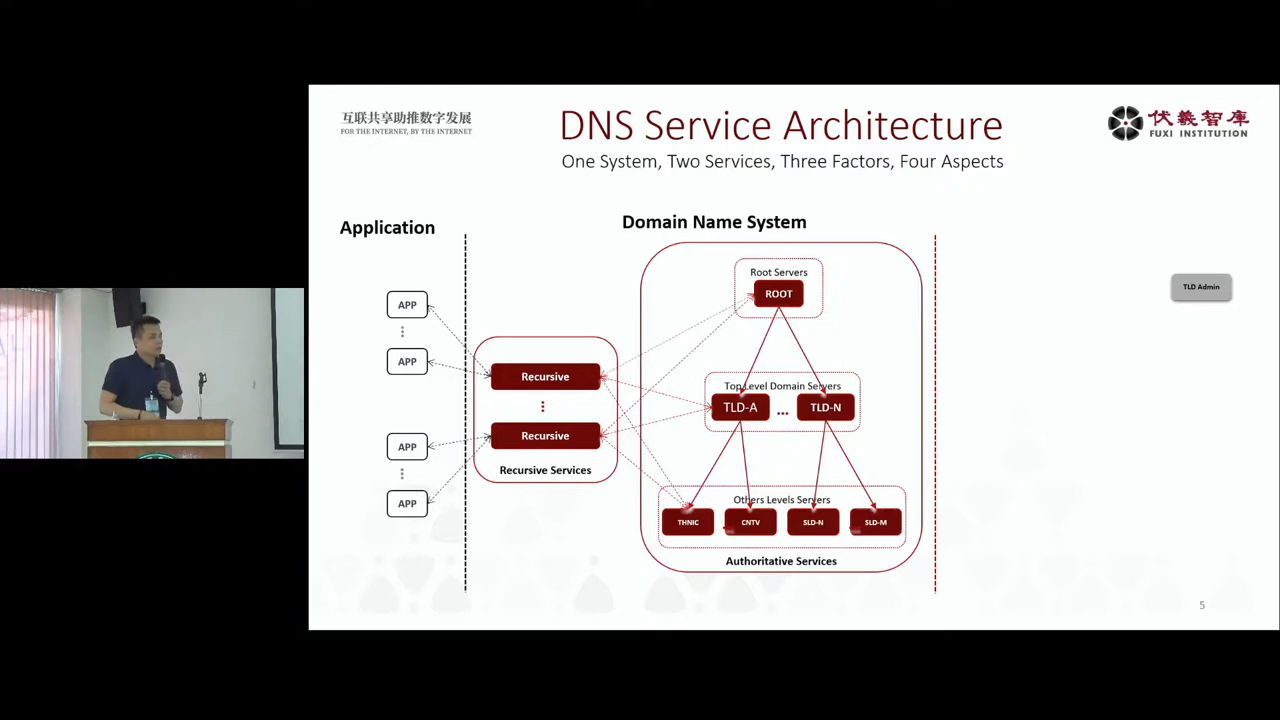 互联共享助推数字发展
FOR THE INTERNET, BY THE INTERNET
DNS Service Architecture
One System, Two Services, Three Factors, Four Aspects
伏羲智库
FUXI INSTITUTION
Application
Domain Name System
APP
APP
APP
APP
Recursive
Recursive
Recursive Services
Root Servers
ROOT
Top Level Domain Servers
TLD-A
...
TLD-N
Others Levels Servers
THNIC
CNTV
SLD-N
SLD-M
Authoritative Services
TLD Admin
5